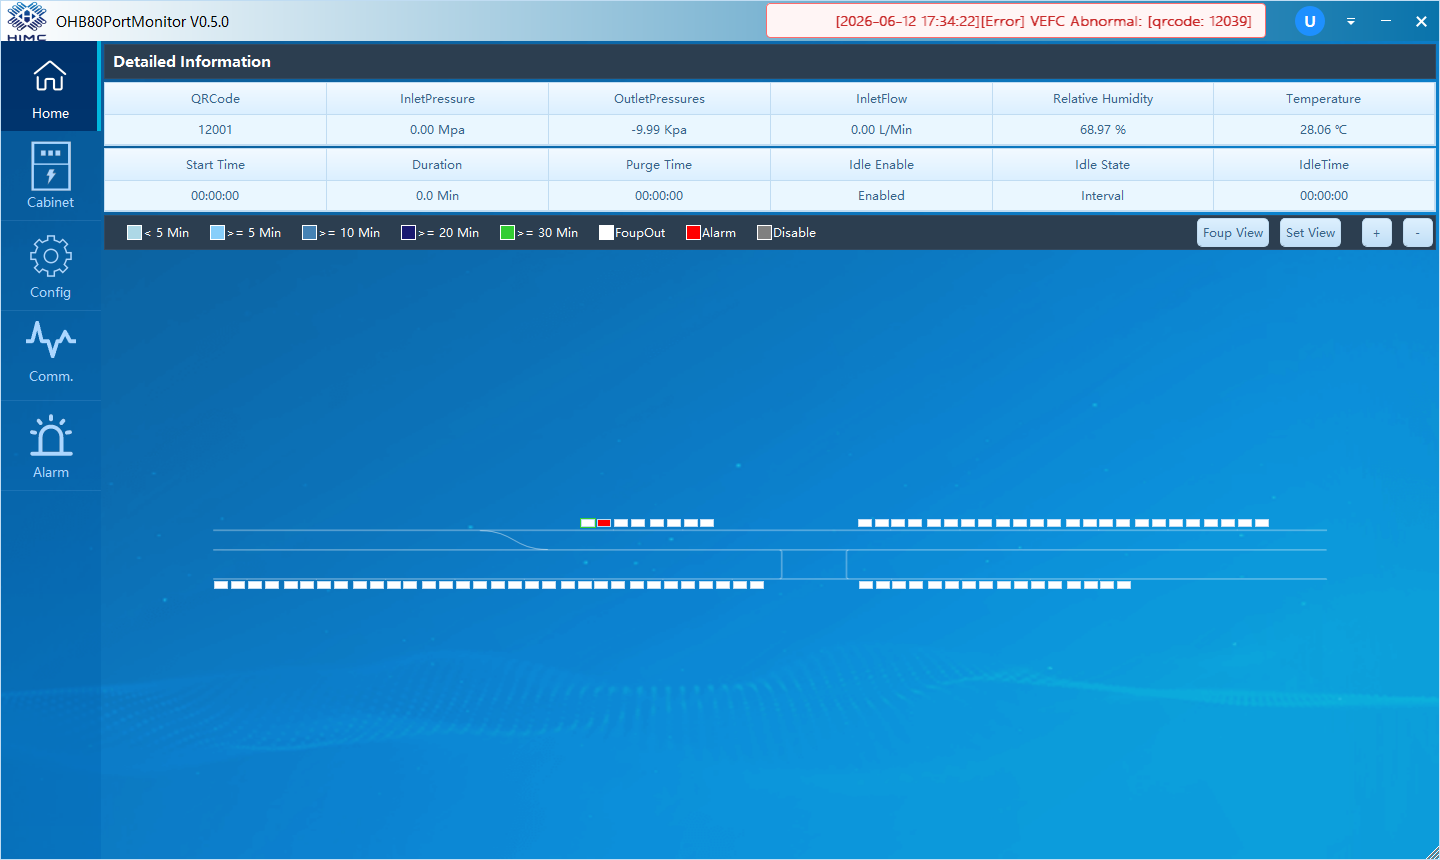 HIMC
OHB80PortMonitor V0.5.0
[2026-06-12 17:34:22][Error] VEFC Abnormal: [qrcode: 12039]
U
Detailed Information
QRCode InletPressure OutletPressures InletFlow Relative Humidity Temperature
12001 0.00 Mpa -9.99 Kpa 0.00 L/Min 68.97 % 28.06 ℃
Start Time Duration Purge Time Idle Enable Idle State IdleTime
00:00:00 0.0 Min 00:00:00 Enabled Interval 00:00:00
< 5 Min >= 5 Min >= 10 Min >= 20 Min >= 30 Min FoupOut Alarm Disable Foup View Set View + -
Home
Cabinet
Config
Comm.
Alarm